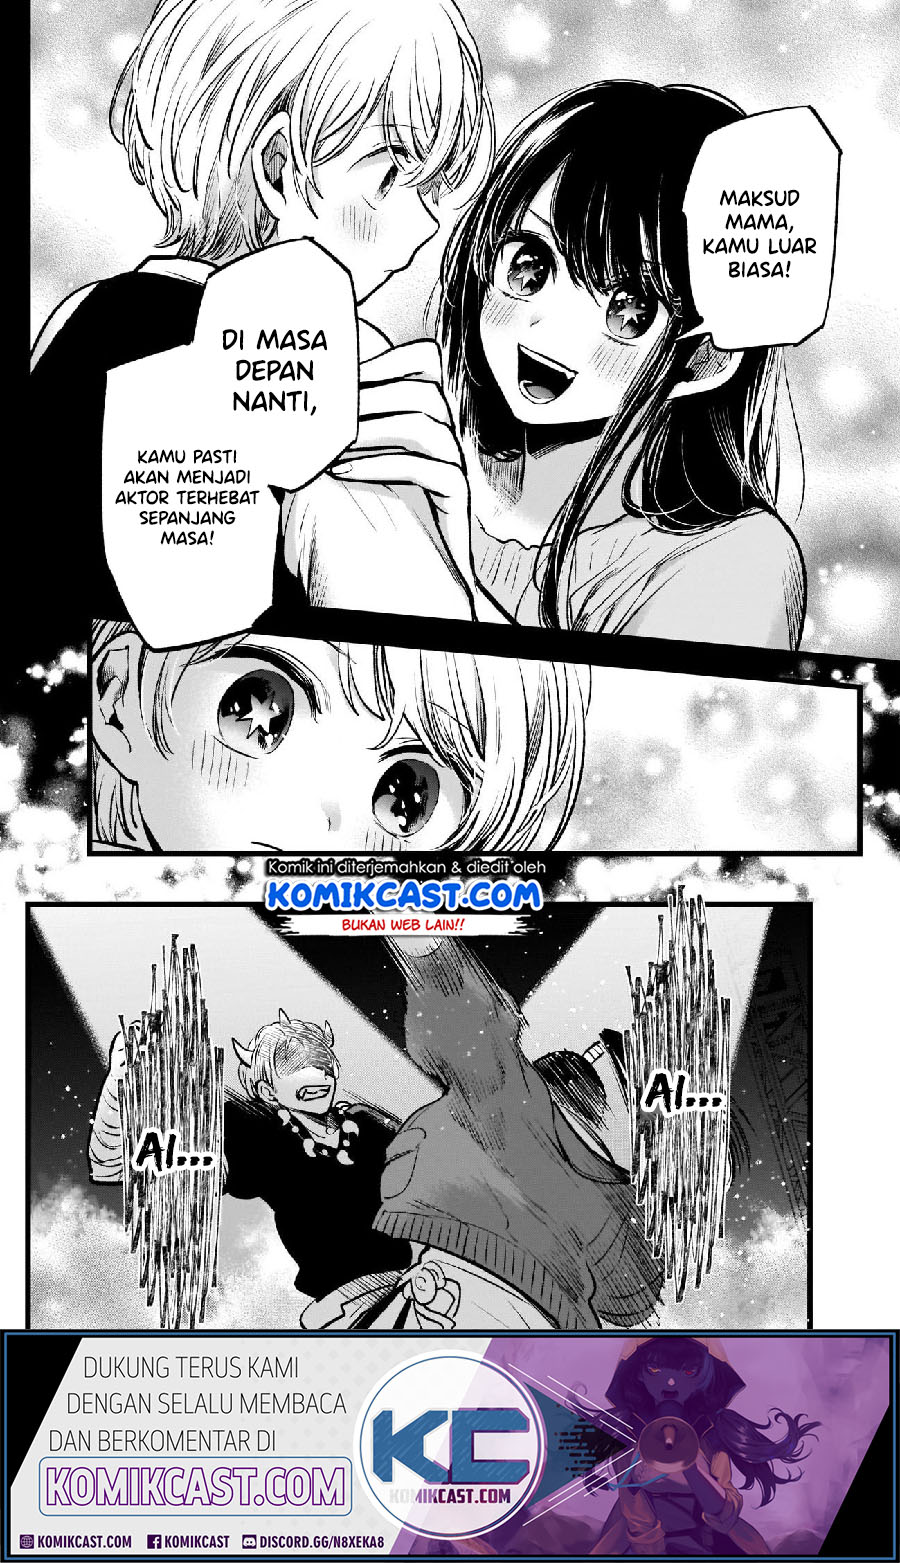 MAKSUD
MAMA,
KAMU LUAR
BIASA!
DI MASA
DEPAN
NANTI,
KAMU PASTI
AKAN MENJADI
AKTOR TERHEBAT
SEPANJANG
MASA!
Komik ini diterjemahkan & diedit oleh
KOMIKCAST.COM
BUKAN WEB LAIN!!
AI...
AI...
DUKUNG TERUS KAMI
DENGAN SELALU MEMBACA
DAN BERKOMENTAR DI
KOMIKCAST.COM
KC
KOMIKCAST.COM
KOMIKCAST.COM KOMIKCAST DISCORD.GG/N8XEKA8